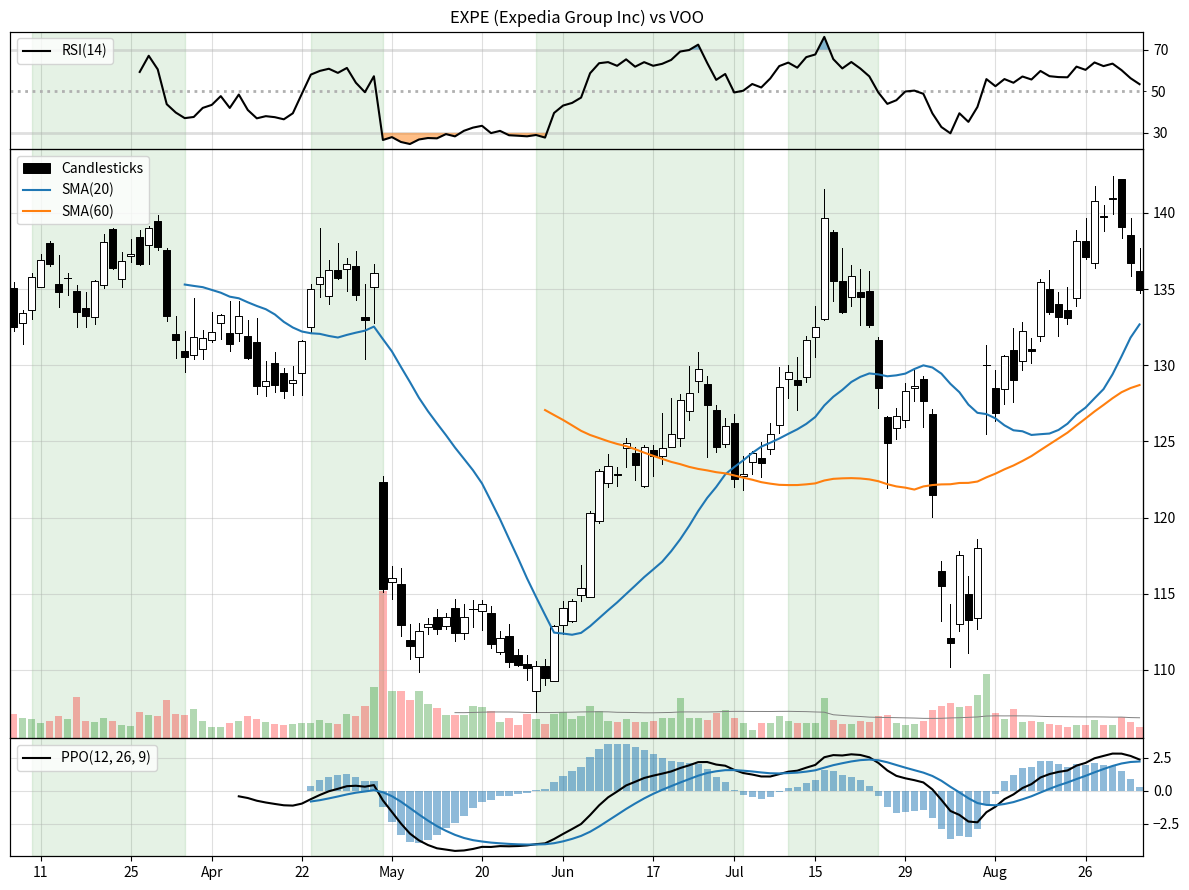 EXPE (Expedia Group Inc) vs VOO
RSI(14)
70
50
30
Candlesticks
SMA(20)
SMA(60)
140
135
130
125
120
115
110
PPO(12, 26, 9)
2.5
0.0
−2.5
11 25 Apr 22 May 20 Jun 17 Jul 15 29 Aug 26